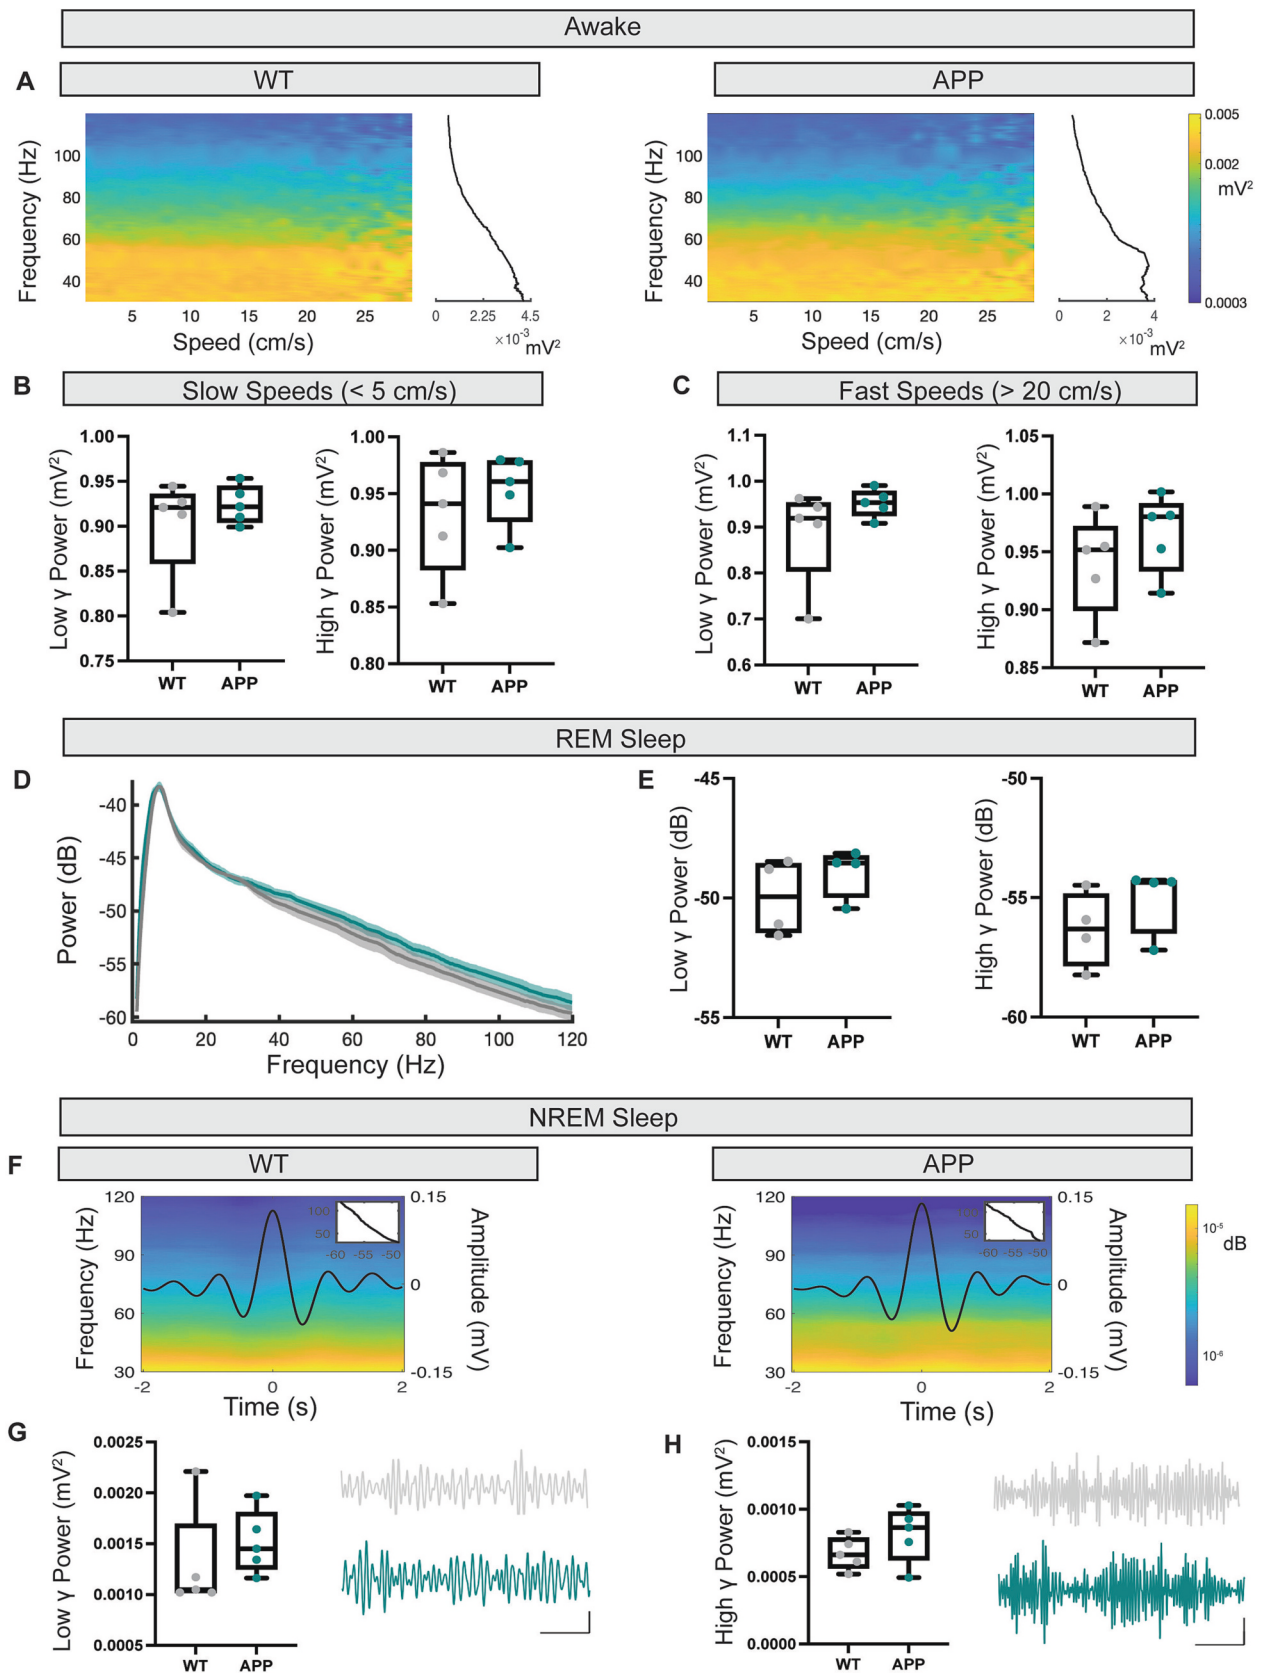 Awake
A
WT
APP
Frequency (Hz)
100
80
60
40
5 10 15 20 25
Speed (cm/s)
0 2.25 4.5
×10⁻³ mV²
Frequency (Hz)
100
80
60
40
5 10 15 20 25
Speed (cm/s)
0 2 4
×10⁻³ mV²
0.005
0.002
mV²
0.0003
B
Slow Speeds (< 5 cm/s)
Low γ Power (mV²)
1.00
0.95
0.90
0.85
0.80
0.75
WT APP
High γ Power (mV²)
1.00
0.95
0.90
0.85
0.80
WT APP
C
Fast Speeds (> 20 cm/s)
Low γ Power (mV²)
1.1
1.0
0.9
0.8
0.7
0.6
WT APP
High γ Power (mV²)
1.05
1.00
0.95
0.90
0.85
WT APP
REM Sleep
D
Power (dB)
-40
-45
-50
-55
-60
0 20 40 60 80 100 120
Frequency (Hz)
E
Low γ Power (dB)
-45
-50
-55
WT APP
High γ Power (dB)
-50
-55
-60
WT APP
NREM Sleep
F
WT
APP
Frequency (Hz)
120
90
60
30
-2 0 2
Time (s)
100
50
-60 -55 -50
0.15
0
-0.15
Amplitude (mV)
Frequency (Hz)
120
90
60
30
-2 0 2
Time (s)
100
50
-60 -55 -50
0.15
0
-0.15
Amplitude (mV)
10⁻⁵
dB
10⁻⁶
G
Low γ Power (mV²)
0.0025
0.0020
0.0015
0.0010
0.0005
WT APP
H
High γ Power (mV²)
0.0015
0.0010
0.0005
0.0000
WT APP